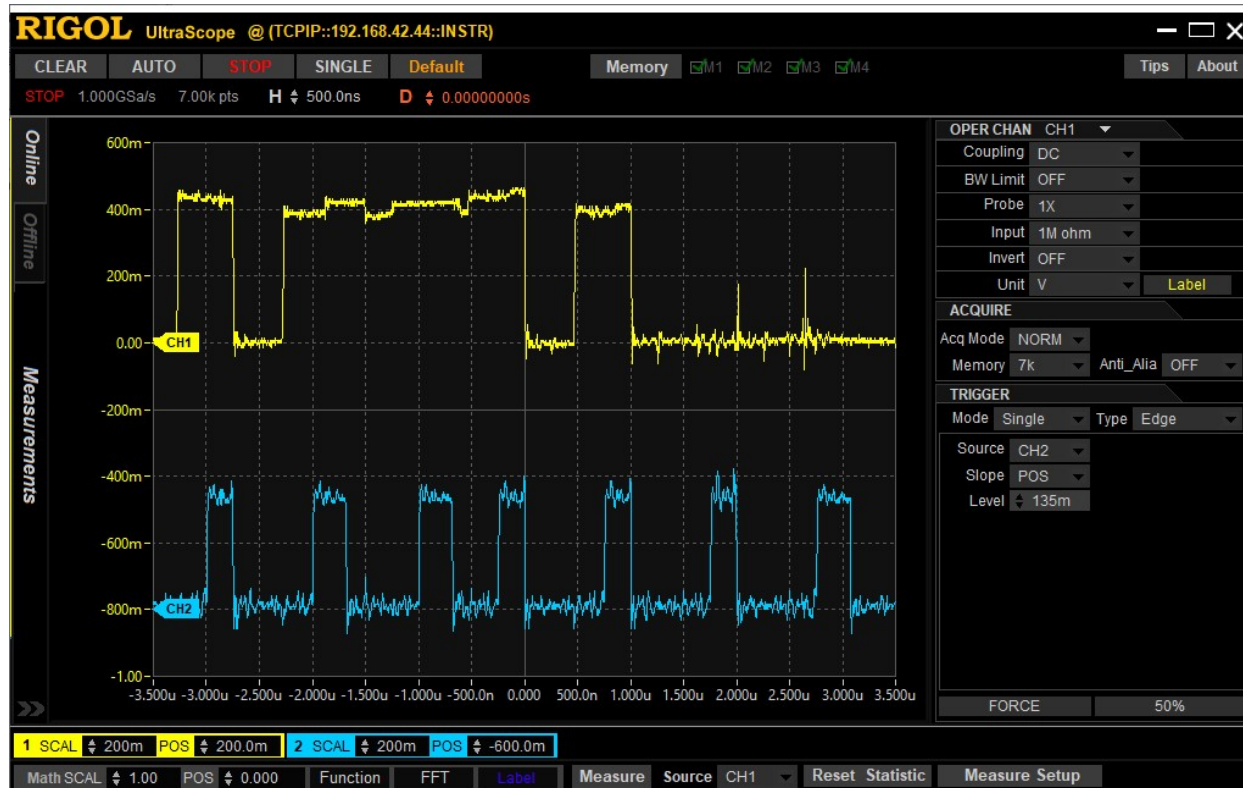 RIGOL UltraScope @ (TCPIP::192.168.42.44::INSTR)
CLEAR AUTO STOP SINGLE Default Memory M1 M2 M3 M4 Tips About
STOP 1.000GSa/s 7.00k pts H 500.0ns D 0.00000000s
Online
Offline
Measurements
600m
400m
200m
0.00
CH1
-200m
-400m
-600m
-800m
CH2
-1.00
-3.500u -3.000u -2.500u -2.000u -1.500u -1.000u -500.0n 0.000 500.0n 1.000u 1.500u 2.000u 2.500u 3.000u 3.500u
OPER CHAN CH1
Coupling DC
BW Limit OFF
Probe 1X
Input 1M ohm
Invert OFF
Unit V Label
ACQUIRE
Acq Mode NORM
Memory 7k Anti_Alia OFF
TRIGGER
Mode Single Type Edge
Source CH2
Slope POS
Level 135m
FORCE 50%
1 SCAL 200m POS 200.0m 2 SCAL 200m POS -600.0m
Math SCAL 1.00 POS 0.000 Function FFT Label Measure Source CH1 Reset Statistic Measure Setup